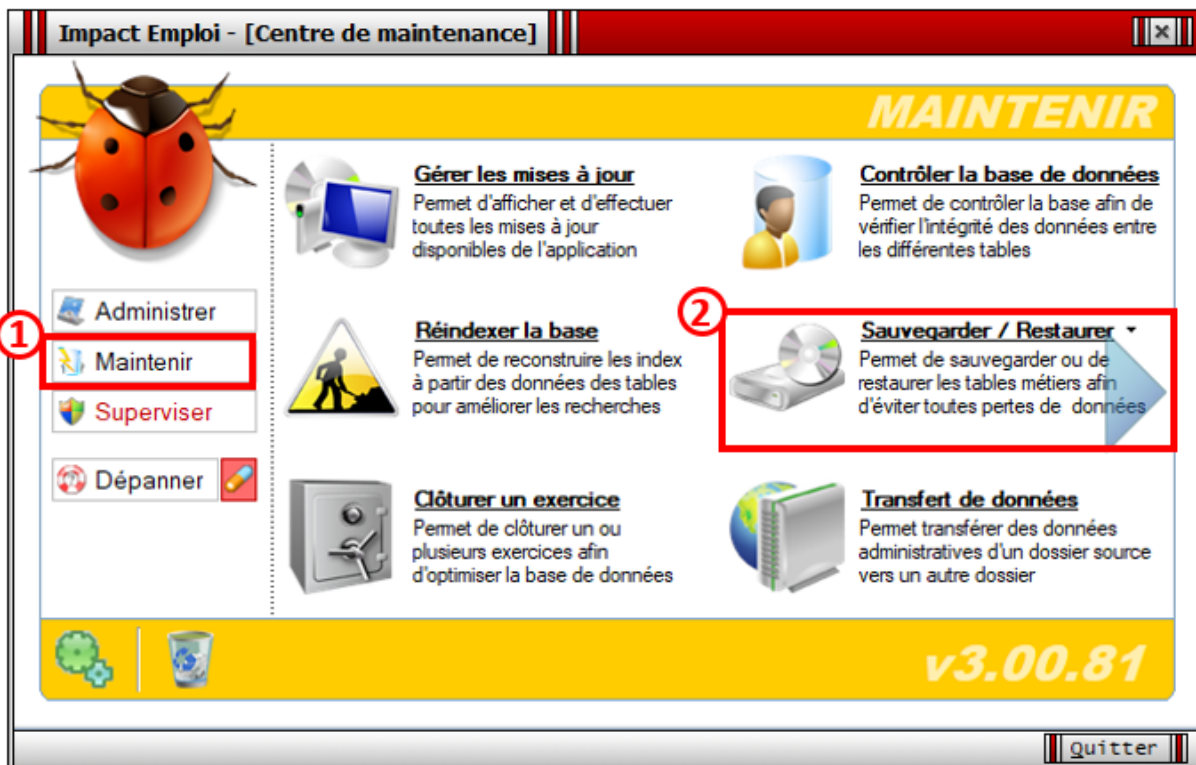 Impact Emploi - [Centre de maintenance]
MAINTENIR
Gérer les mises à jour
Permet d'afficher et d'effectuer
toutes les mises à jour
disponibles de l'application
Contrôler la base de données
Permet de contrôler la base afin de
vérifier l'intégrité des données entre
les différentes tables
Administrer
1
Maintenir
Superviser
Dépanner
Réindexer la base
Permet de reconstruire les index
à partir des données des tables
pour améliorer les recherches
2
Sauvegarder / Restaurer
Permet de sauvegarder ou de
restaurer les tables métiers afin
d'éviter toutes pertes de données
Clôturer un exercice
Permet de clôturer un ou
plusieurs exercices afin
d'optimiser la base de données
Transfert de données
Permet transférer des données
administratives d'un dossier source
vers un autre dossier
v3.00.81
Quitter